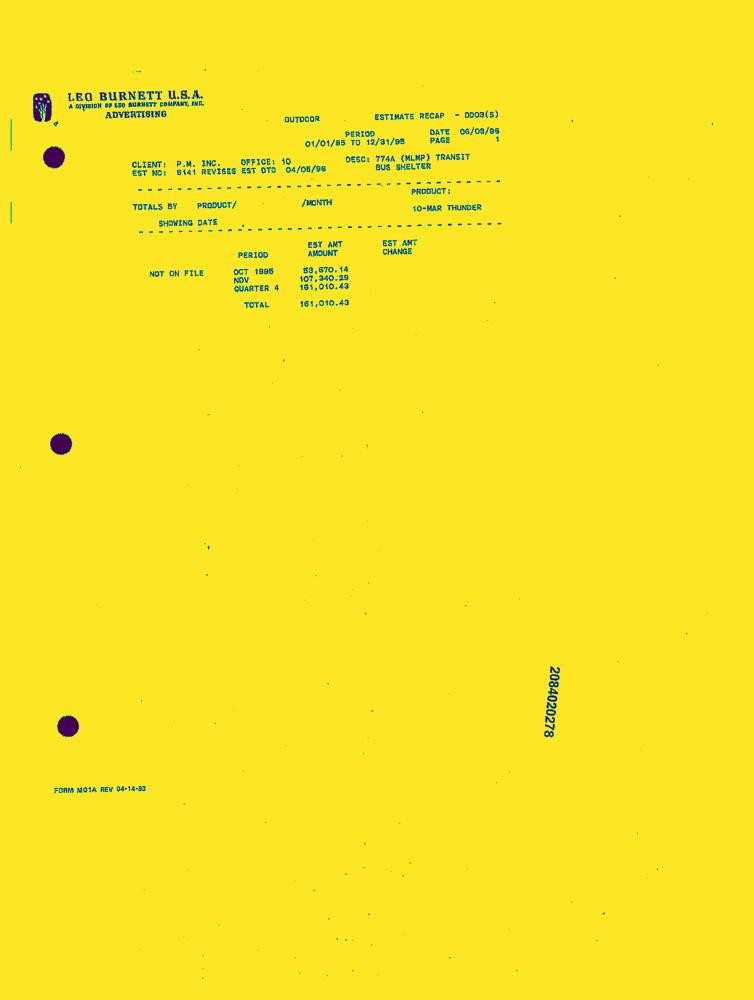 LEO BURNETT U.S.A.
A DIVISION OF LEO BURNETT COMPANY, INC.
ADVERTISING
OUTDOOR ESTIMATE RECAP - DDO3(S)
PERIOD DATE 06/03/96
01/01/95 TO 12/31/95 PAGE 1
CLIENT: P.M. INC. OFFICE: 10 DESC: 774A (MLMP) TRANSIT
EST NO: 5141 REVISES EST DTD 04/05/96 BUS SHELTER
PRODUCT:
TOTALS BY PRODUCT/ /MONTH
10-MAR THUNDER
SHOWING DATE
EST AMT EST AMT
PERIOD AMOUNT CHANGE
NOT ON FILE OCT 1995 53,670.14
NOV 107,340.29
QUARTER 4 161,010.43
TOTAL 161,010.43
2084020278
FORM M01A REV 04-14-83